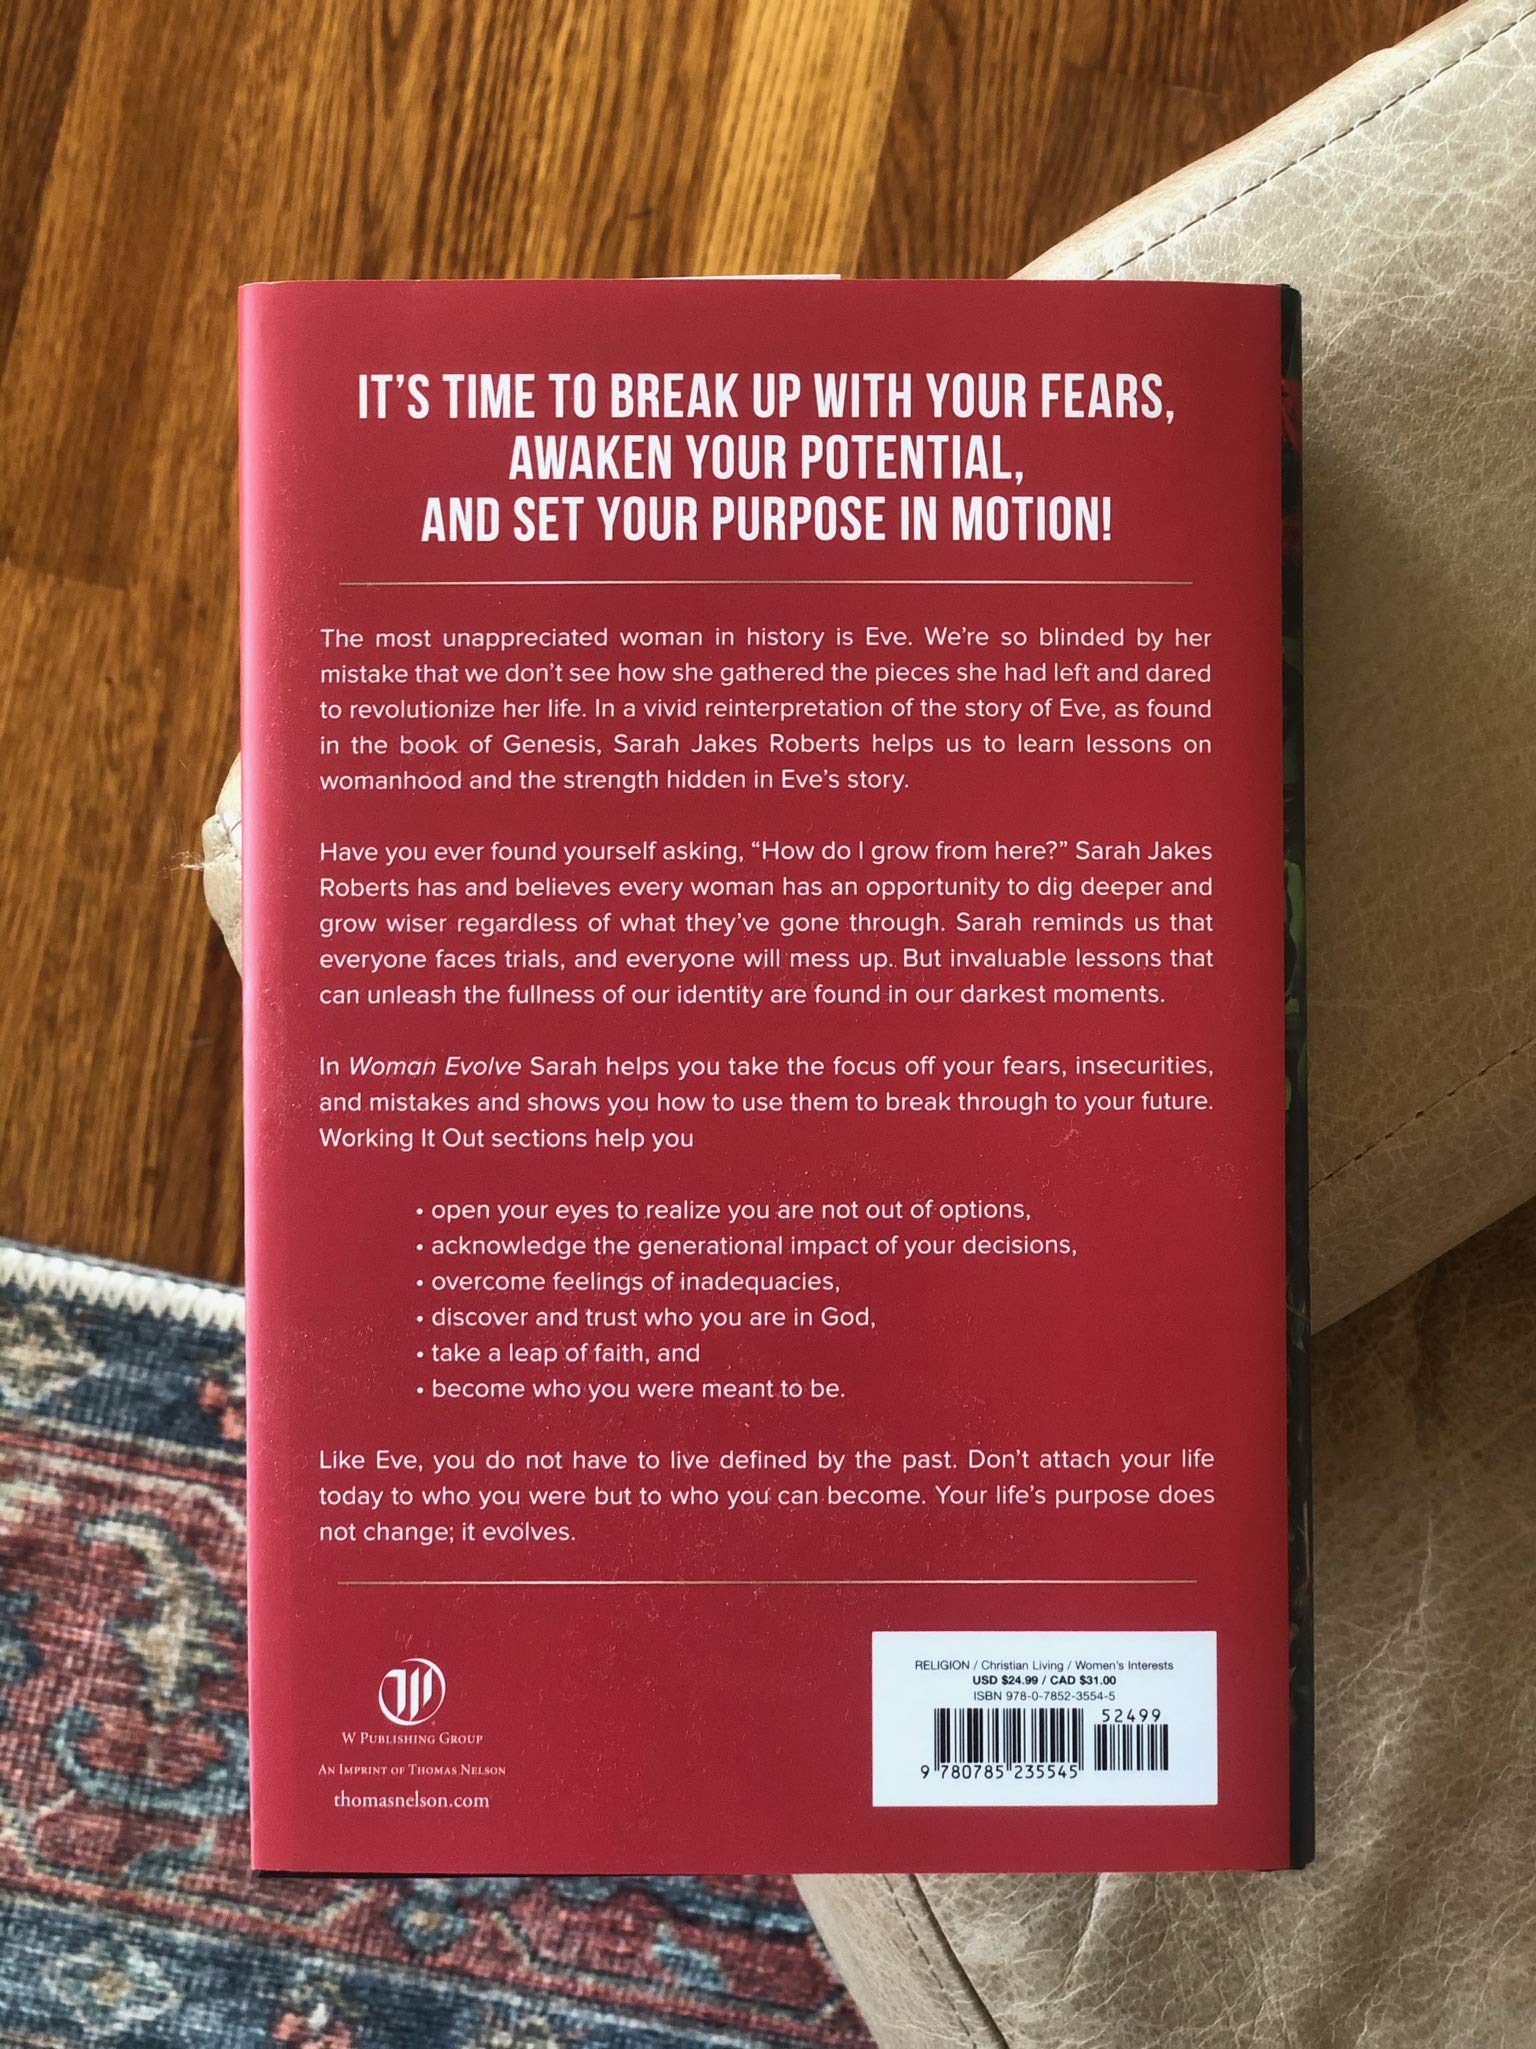 IT'S TIME TO BREAK UP WITH YOUR FEARS,
AWAKEN YOUR POTENTIAL,
AND SET YOUR PURPOSE IN MOTION!
The most unappreciated woman in history is Eve. We're so blinded by her
mistake that we don't see how she gathered the pieces she had left and dared
to revolutionize her life. In a vivid reinterpretation of the story of Eve, as found
in the book of Genesis, Sarah Jakes Roberts helps us to learn lessons on
womanhood and the strength hidden in Eve's story.
Have you ever found yourself asking, “How do I grow from here?” Sarah Jakes
Roberts has and believes every woman has an opportunity to dig deeper and
grow wiser regardless of what they've gone through. Sarah reminds us that
everyone faces trials, and everyone will mess up. But invaluable lessons that
can unleash the fullness of our identity are found in our darkest moments.
In Woman Evolve Sarah helps you take the focus off your fears, insecurities,
and mistakes and shows you how to use them to break through to your future.
Working It Out sections help you
• open your eyes to realize you are not out of options,
• acknowledge the generational impact of your decisions,
• overcome feelings of inadequacies,
• discover and trust who you are in God,
• take a leap of faith, and
• become who you were meant to be.
Like Eve, you do not have to live defined by the past. Don't attach your life
today to who you were but to who you can become. Your life's purpose does
not change; it evolves.
W
W Publishing Group
An Imprint of Thomas Nelson
thomasnelson.com
RELIGION / Christian Living / Women's Interests
USD $24.99 / CAD $31.00
ISBN 978-0-7852-3554-5
52499
9 780785 235545